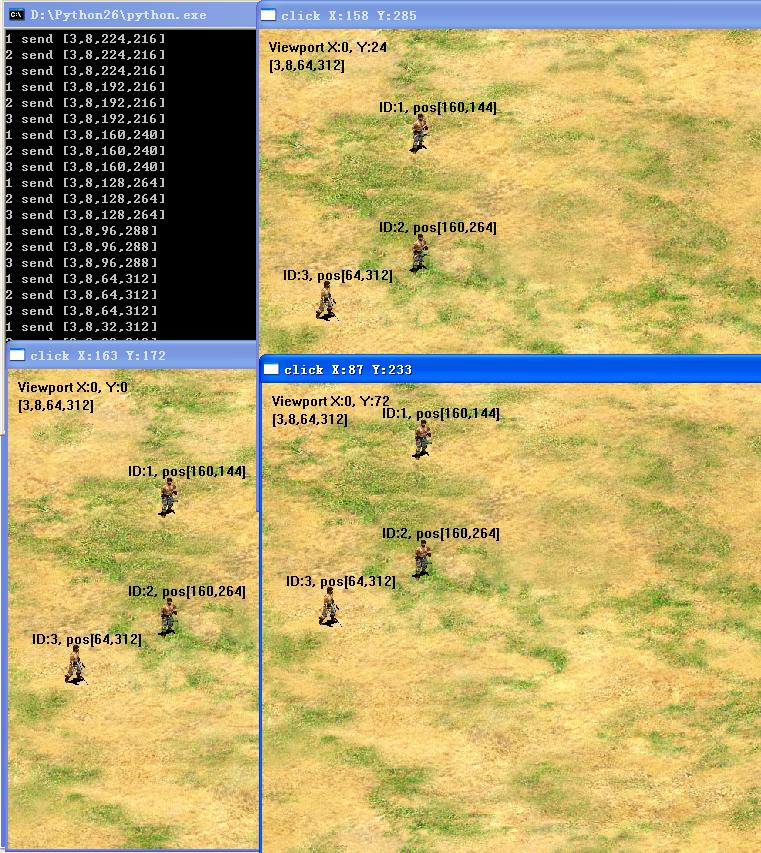 D:\Python26\python.exe
1 send [3,8,224,216]
2 send [3,8,224,216]
3 send [3,8,224,216]
1 send [3,8,192,216]
2 send [3,8,192,216]
3 send [3,8,192,216]
1 send [3,8,160,240]
2 send [3,8,160,240]
3 send [3,8,160,240]
1 send [3,8,128,264]
2 send [3,8,128,264]
3 send [3,8,128,264]
1 send [3,8,96,288]
2 send [3,8,96,288]
3 send [3,8,96,288]
1 send [3,8,64,312]
2 send [3,8,64,312]
3 send [3,8,64,312]
1 send [3,8,32,312]
click X:158 Y:285
Viewport X:0, Y:24
[3,8,64,312]
ID:1, pos[160,144]
ID:2, pos[160,264]
ID:3, pos[64,312]
click X:163 Y:172
Viewport X:0, Y:0
[3,8,64,312]
ID:1, pos[160,144]
ID:2, pos[160,264]
ID:3, pos[64,312]
click X:87 Y:233
Viewport X:0, Y:72
[3,8,64,312]
ID:1, pos[160,144]
ID:2, pos[160,264]
ID:3, pos[64,312]